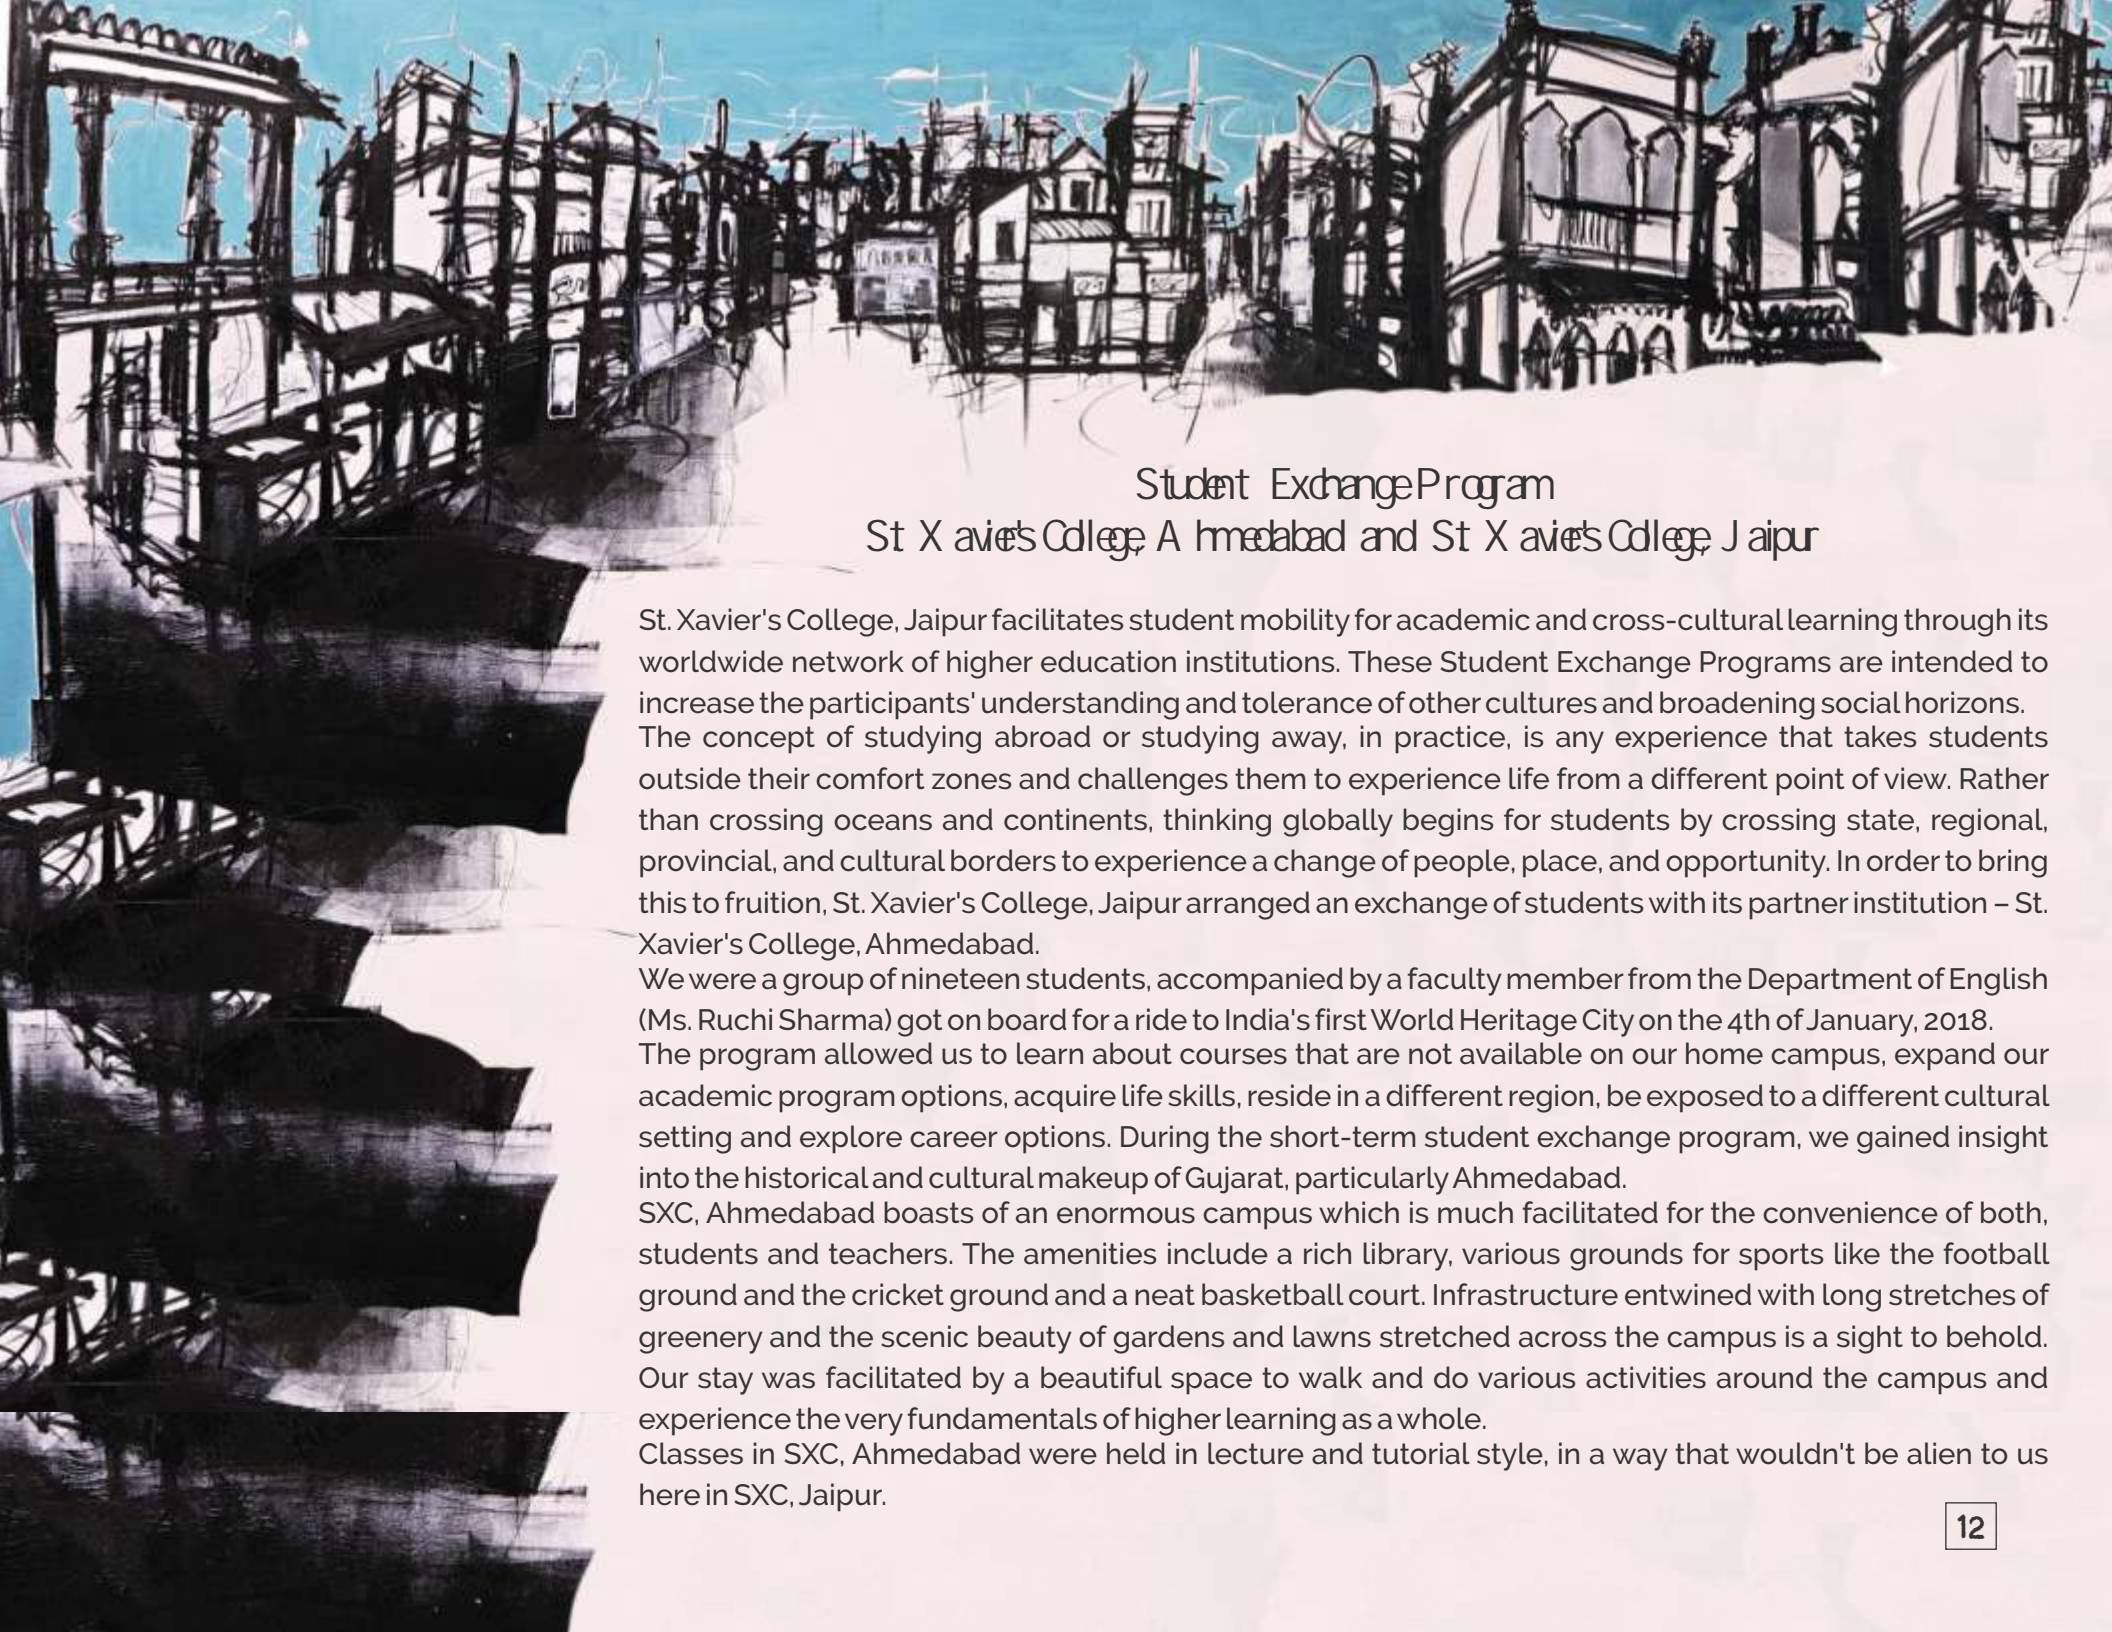 Student Exchange Program
St. Xavier's College, Ahmedabad and St. Xavier's College, Jaipur
St. Xavier's College, Jaipur facilitates student mobility for academic and cross-cultural learning through its
worldwide network of higher education institutions. These Student Exchange Programs are intended to
increase the participants' understanding and tolerance of other cultures and broadening social horizons.
The concept of studying abroad or studying away, in practice, is any experience that takes students
outside their comfort zones and challenges them to experience life from a different point of view. Rather
than crossing oceans and continents, thinking globally begins for students by crossing state, regional,
provincial, and cultural borders to experience a change of people, place, and opportunity. In order to bring
this to fruition, St. Xavier's College, Jaipur arranged an exchange of students with its partner institution – St.
Xavier's College, Ahmedabad.
We were a group of nineteen students, accompanied by a faculty member from the Department of English
(Ms. Ruchi Sharma) got on board for a ride to India's first World Heritage City on the 4th of January, 2018.
The program allowed us to learn about courses that are not available on our home campus, expand our
academic program options, acquire life skills, reside in a different region, be exposed to a different cultural
setting and explore career options. During the short-term student exchange program, we gained insight
into the historical and cultural makeup of Gujarat, particularly Ahmedabad.
SXC, Ahmedabad boasts of an enormous campus which is much facilitated for the convenience of both,
students and teachers. The amenities include a rich library, various grounds for sports like the football
ground and the cricket ground and a neat basketball court. Infrastructure entwined with long stretches of
greenery and the scenic beauty of gardens and lawns stretched across the campus is a sight to behold.
Our stay was facilitated by a beautiful space to walk and do various activities around the campus and
experience the very fundamentals of higher learning as a whole.
Classes in SXC, Ahmedabad were held in lecture and tutorial style, in a way that wouldn't be alien to us
here in SXC, Jaipur.
12